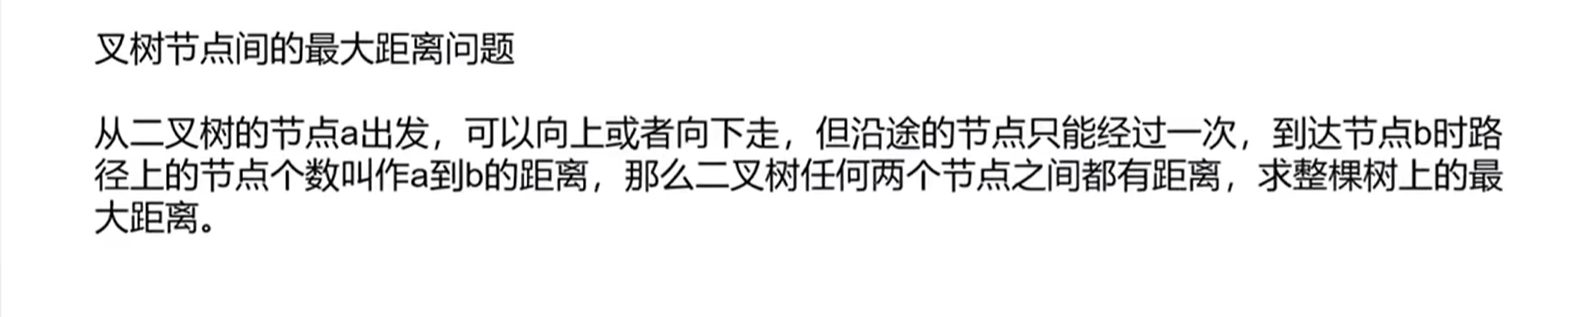 叉树节点间的最大距离问题
从二叉树的节点a出发，可以向上或者向下走，但沿途的节点只能经过一次，到达节点b时路
径上的节点个数叫作a到b的距离，那么二叉树任何两个节点之间都有距离，求整棵树上的最
大距离。